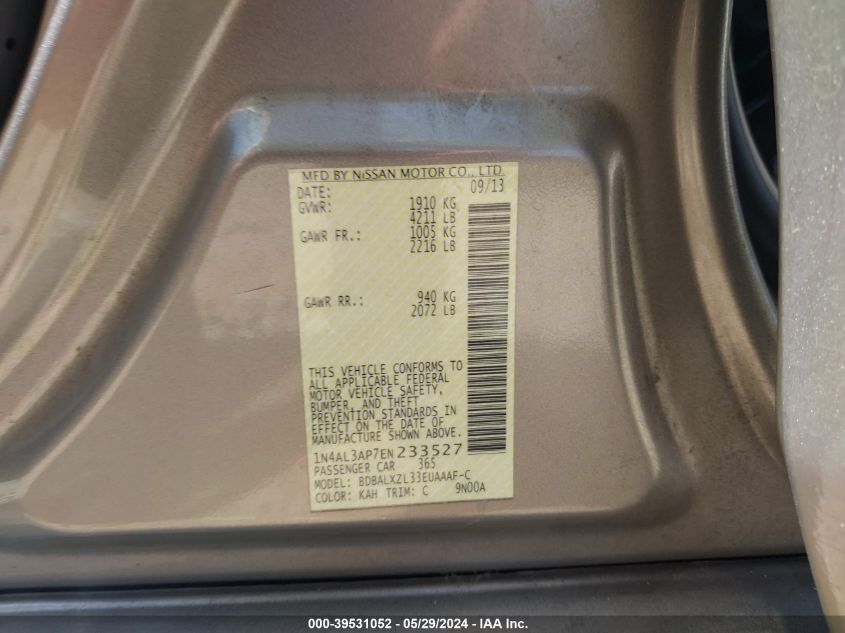 MFD BY NISSAN MOTOR CO., LTD.
DATE: 09/13
GVWR: 1910 KG
4211 LB
GAWR FR.: 1005 KG
2216 LB
GAWR RR.: 940 KG
2072 LB
THIS VEHICLE CONFORMS TO
ALL APPLICABLE FEDERAL
MOTOR VEHICLE SAFETY,
BUMPER, AND THEFT
PREVENTION STANDARDS IN
EFFECT ON THE DATE OF
MANUFACTURE SHOWN ABOVE.
1N4AL3AP7EN233527
PASSENGER CAR 365
MODEL: BDBALXZL33EUAAAF-C
COLOR: KAH TRIM: C 9N00A
000-39531052 / 05/29/2024 - IAA Inc.